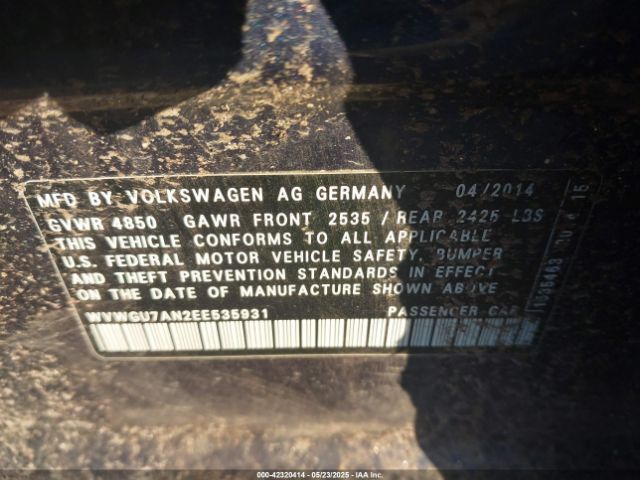 MFD BY VOLKSWAGEN AG GERMANY 04/2014
GVWR 4850 GAWR FRONT 2535 / REAR 2425 LBS
THIS VEHICLE CONFORMS TO ALL APPLICABLE
U.S. FEDERAL MOTOR VEHICLE SAFETY, BUMPER
AND THEFT PREVENTION STANDARDS IN EFFECT
ON THE DATE OF MANUFACTURE SHOWN ABOVE
WVWGU7AN2EE535931 PASSENGER CAR
000-42320414 - 05/23/2025 - IAA Inc.